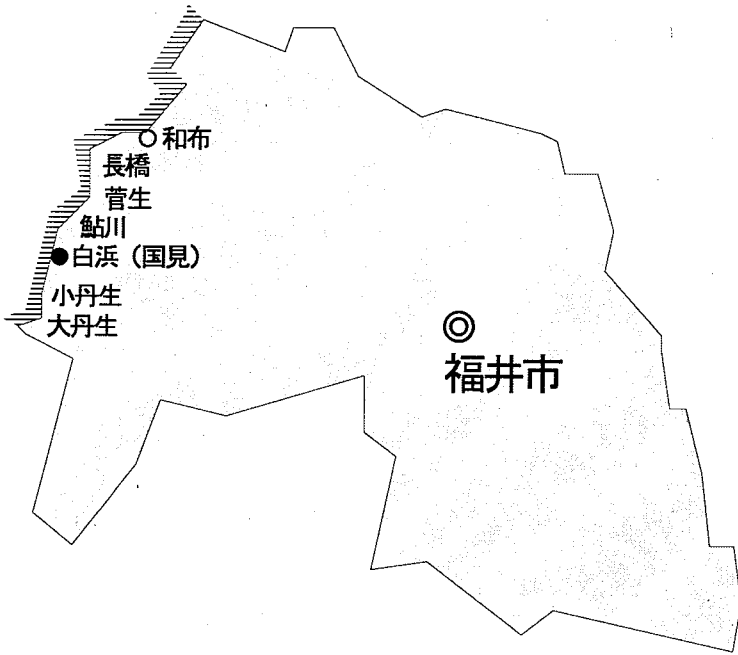 和布
長橋
菅生
鮎川
白浜（国見）
小丹生
大丹生
福井市